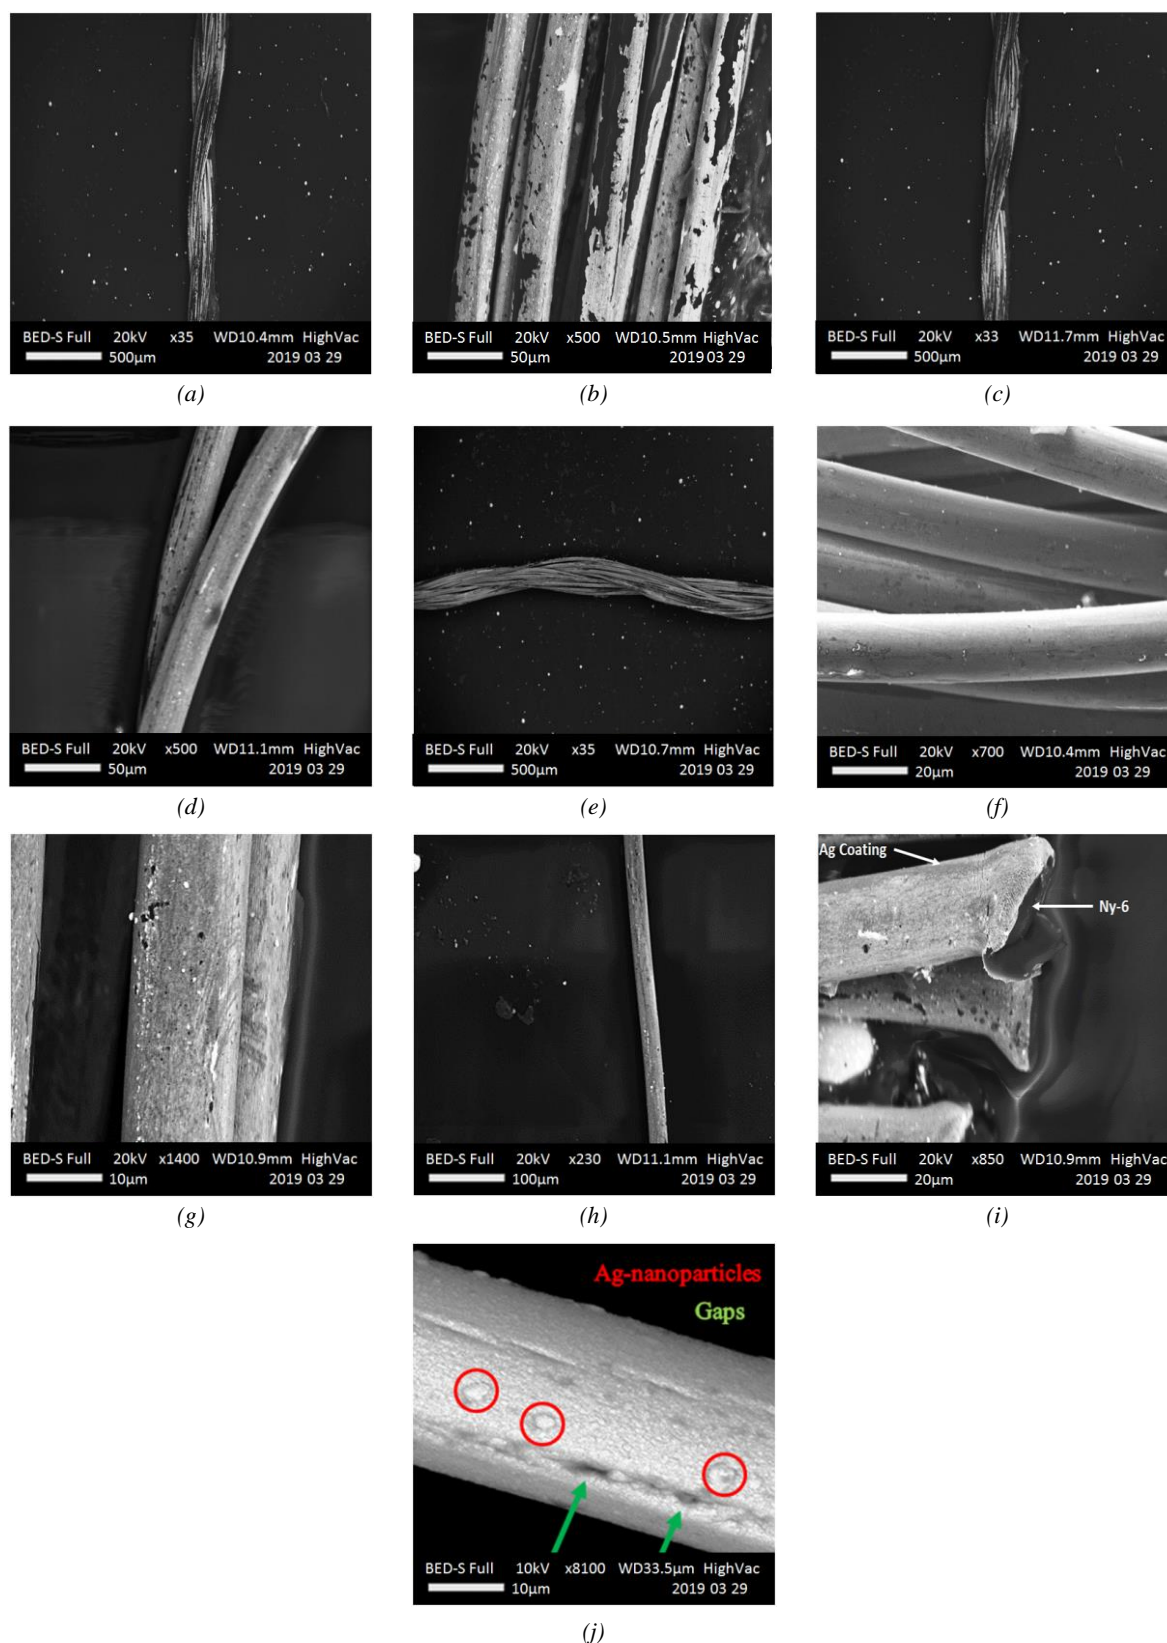 BED-S Full 20kV x35 WD10.4mm HighVac
500µm 2019 03 29
(a)
BED-S Full 20kV x500 WD10.5mm HighVac
50µm 2019 03 29
(b)
BED-S Full 20kV x33 WD11.7mm HighVac
500µm 2019 03 29
(c)
BED-S Full 20kV x500 WD11.1mm HighVac
50µm 2019 03 29
(d)
BED-S Full 20kV x35 WD10.7mm HighVac
500µm 2019 03 29
(e)
BED-S Full 20kV x700 WD10.4mm HighVac
20µm 2019 03 29
(f)
BED-S Full 20kV x1400 WD10.9mm HighVac
10µm 2019 03 29
(g)
BED-S Full 20kV x230 WD11.1mm HighVac
100µm 2019 03 29
(h)
Ag Coating
Ny-6
BED-S Full 20kV x850 WD10.9mm HighVac
20µm 2019 03 29
(i)
Ag-nanoparticles
Gaps
BED-S Full 10kV x8100 WD33.5µm HighVac
10µm 2019 03 29
(j)